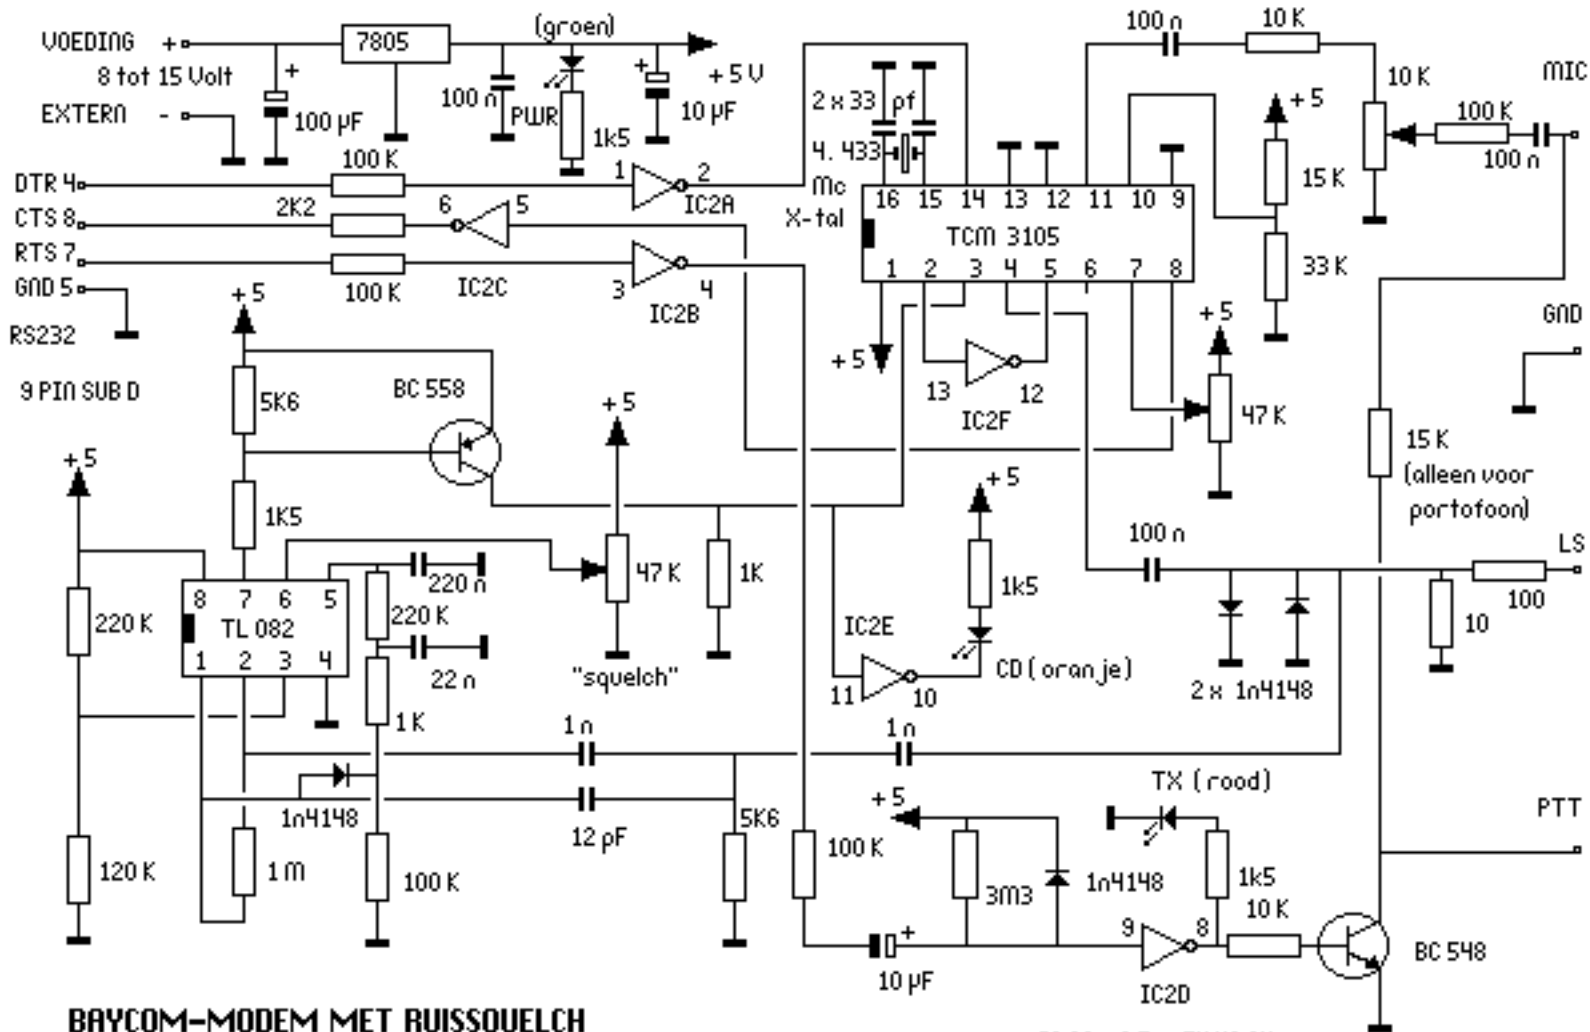 VOEDING +
8 tot 15 Volt
EXTERN -
+
100 µF
7805
(groen)
100 n
PWR
1k5
+
10 µF
+ 5 V
DTR 4
CTS 8
RTS 7
GND 5
RS232
9 PIN SUB D
100 K
2K2
100 K
1
2
IC2A
6
5
IC2C
3
4
IC2B
2 x 33 pf
4. 433
Mc
X-tal
16 15 14 13 12 11 10 9
TCM 3105
1 2 3 4 5 6 7 8
+ 5
13
12
IC2F
100 n
10 K
10 K
MIC
100 K
100 n
+ 5
15 K
33 K
GND
+ 5
47 K
15 K
(alleen voor
portofoon)
+ 5
5K6
BC 558
1K5
+ 5
220 K
120 K
8 7 6 5
TL 082
1 2 3 4
220 n
220 K
22 n
1 K
+ 5
47 K
"squelch"
1K
IC2E
11
10
+ 5
1k5
CD ( oranje)
100 n
LS
100
10
2 x 1n4148
1 n
1 n
1n4148
12 pF
5K6
1 M
100 K
100 K
+ 5
3M3
1n4148
+
10 µF
TX ( rood)
1k5
10 K
9
8
IC2D
PTT
BC 548
BAYCOM-MODEM MET RUISSQUELCH